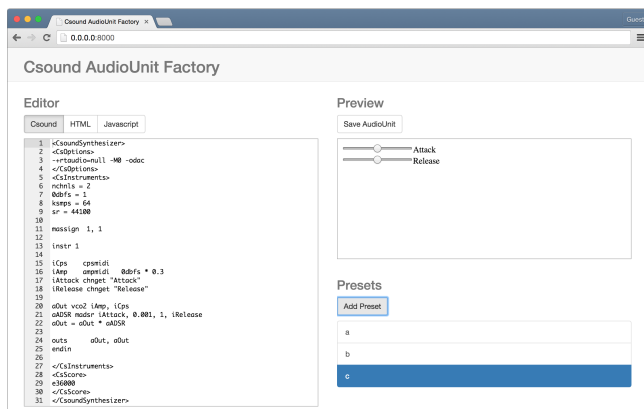 Csound AudioUnit Factory
Guest
0.0.0.0:8000
Csound AudioUnit Factory
Editor
Csound HTML Javascript
1 <CsoundSynthesizer>
2 <CsOptions>
3 -+rtaudio=null -M0 -odac
4 </CsOptions>
5 <CsInstruments>
6 nchnls = 2
7 0dbfs = 1
8 ksmps = 64
9 sr = 44100
10
11 massign 1, 1
12
13 instr 1
14
15 iCps cpsmidi
16 iAmp ampmidi 0dbfs * 0.3
17 iAttack chnget "Attack"
18 iRelease chnget "Release"
19
20 aOut vco2 iAmp, iCps
21 aADSR madsr iAttack, 0.001, 1, iRelease
22 aOut = aOut * aADSR
23
24 outs aOut, aOut
25 endin
26
27 </CsInstruments>
28 <CsScore>
29 e36000
30 </CsScore>
31 </CsoundSynthesizer>
Preview
Save AudioUnit
Attack
Release
Presets
Add Preset
a
b
c